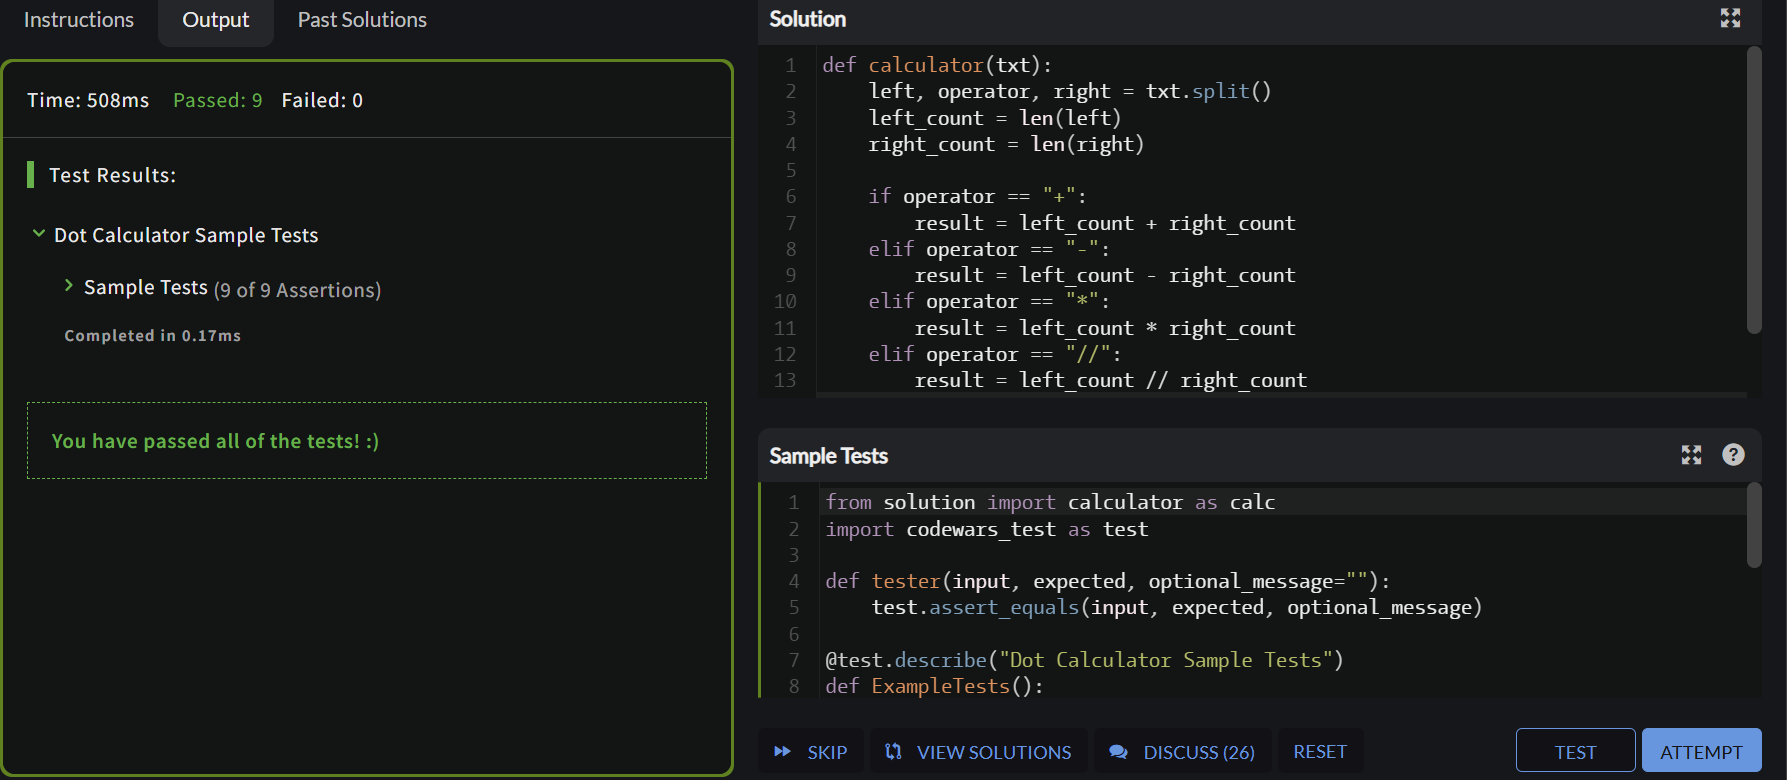 Instructions
Output
Past Solutions
Time: 508ms Passed: 9 Failed: 0
Test Results:
Dot Calculator Sample Tests
Sample Tests (9 of 9 Assertions)
Completed in 0.17ms
You have passed all of the tests! :)
Solution
1 def calculator(txt):
2     left, operator, right = txt.split()
3     left_count = len(left)
4     right_count = len(right)
5
6     if operator == "+":
7         result = left_count + right_count
8     elif operator == "-":
9         result = left_count - right_count
10     elif operator == "*":
11         result = left_count * right_count
12     elif operator == "//":
13         result = left_count // right_count
Sample Tests
?
1 from solution import calculator as calc
2 import codewars_test as test
3
4 def tester(input, expected, optional_message=""):
5     test.assert_equals(input, expected, optional_message)
6
7 @test.describe("Dot Calculator Sample Tests")
8 def ExampleTests():
SKIP
VIEW SOLUTIONS
DISCUSS (26)
RESET
TEST
ATTEMPT